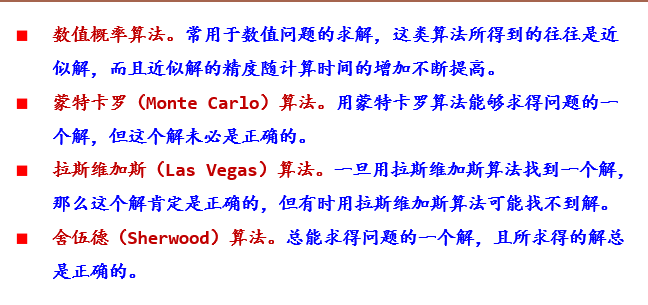 ■ 数值概率算法。常用于数值问题的求解，这类算法所得到的往往是近
似解，而且近似解的精度随计算时间的增加不断提高。
■ 蒙特卡罗（Monte Carlo）算法。用蒙特卡罗算法能够求得问题的一
个解，但这个解未必是正确的。
■ 拉斯维加斯（Las Vegas）算法。一旦用拉斯维加斯算法找到一个解，
那么这个解肯定是正确的，但有时用拉斯维加斯算法可能找不到解。
■ 舍伍德（Sherwood）算法。总能求得问题的一个解，且所求得的解总
是正确的。